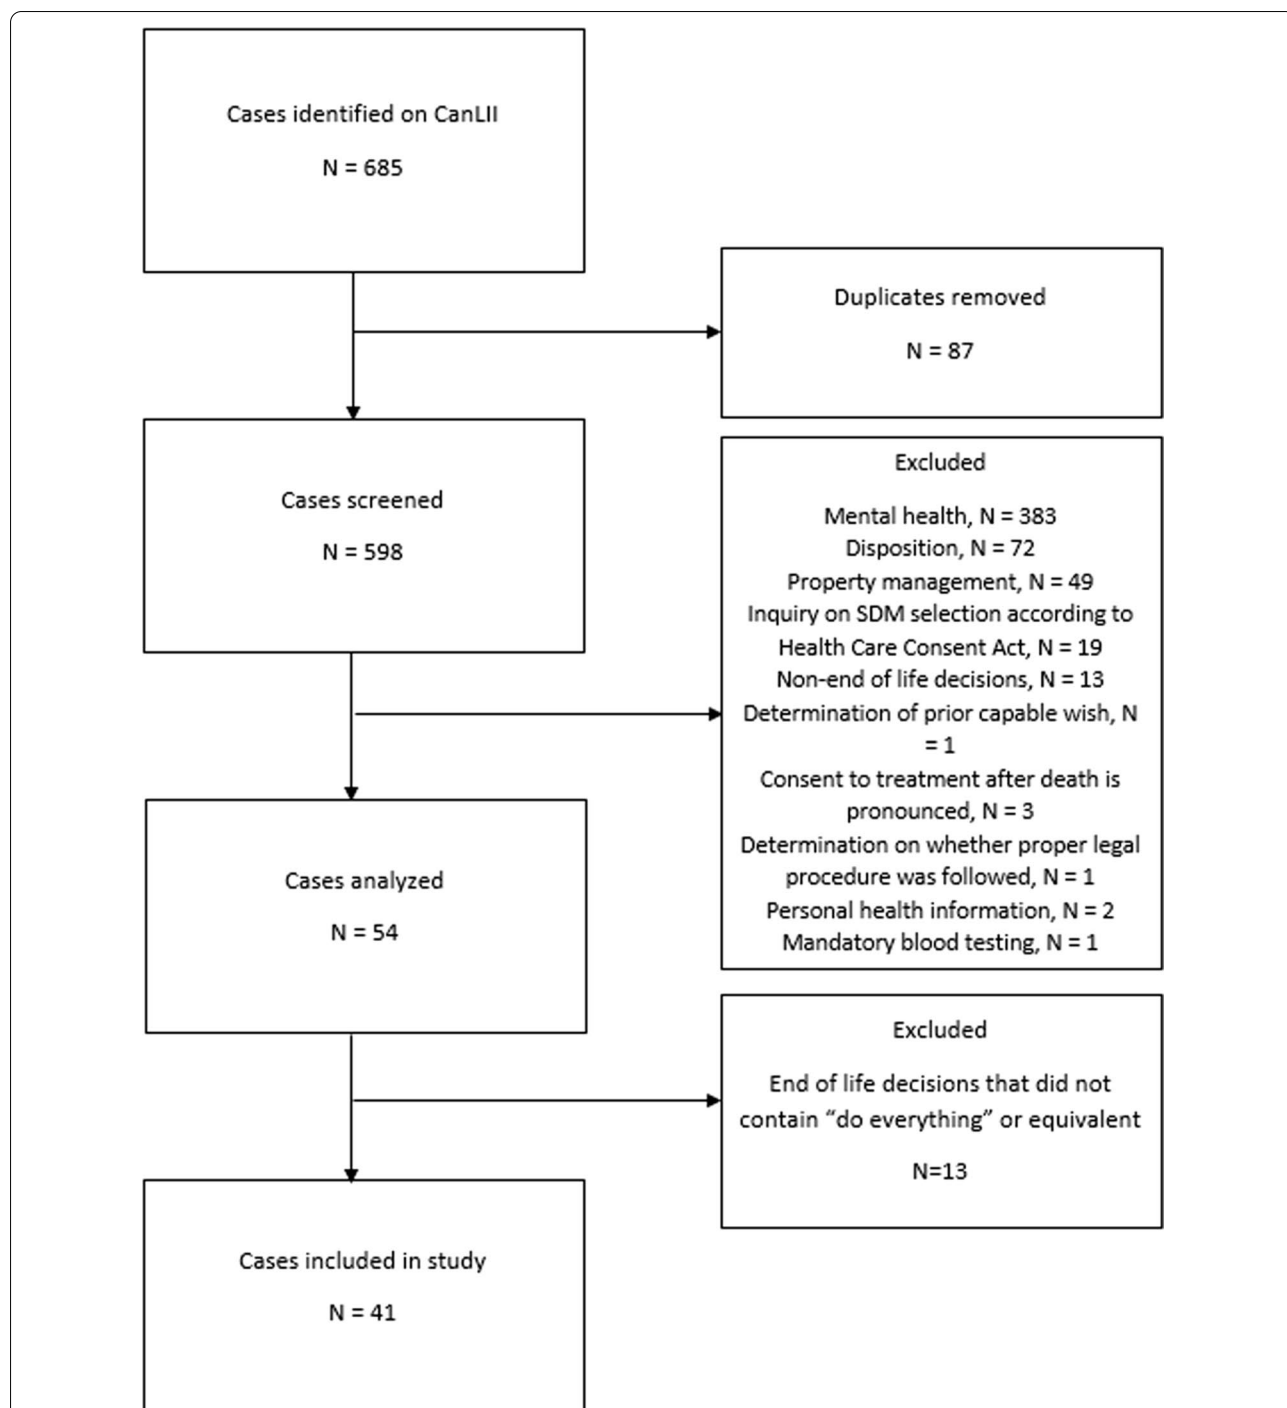 Cases identified on CanLII
N = 685
Duplicates removed
N = 87
Cases screened
N = 598
Excluded
Mental health, N = 383
Disposition, N = 72
Property management, N = 49
Inquiry on SDM selection according to
Health Care Consent Act, N = 19
Non-end of life decisions, N = 13
Determination of prior capable wish, N
= 1
Consent to treatment after death is
pronounced, N = 3
Determination on whether proper legal
procedure was followed, N = 1
Personal health information, N = 2
Mandatory blood testing, N = 1
Cases analyzed
N = 54
Excluded
End of life decisions that did not
contain “do everything” or equivalent
N=13
Cases included in study
N = 41